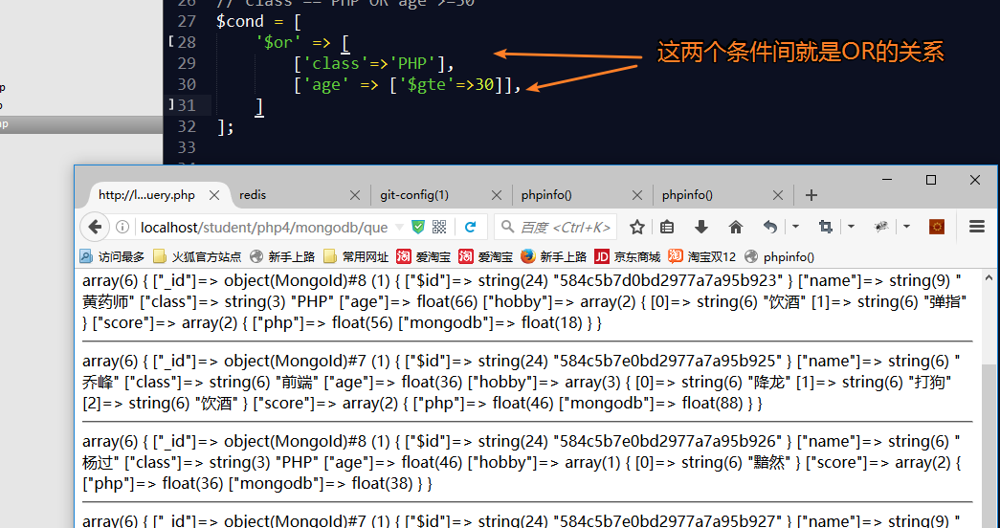 26 // class == PHP OR age >=30
27 $cond = [
28 '$or' => [
29 ['class'=>'PHP'],
30 ['age' => ['$gte'=>30]],
31 ]
32 ];
33
这两个条件间就是OR的关系
http://l...uery.php
redis
git-config(1)
phpinfo()
phpinfo()
localhost/student/php4/mongodb/que
百度 <Ctrl+K>
访问最多 火狐官方站点 新手上路 常用网址 淘 爱淘宝 淘 爱淘宝 新手上路 JD 京东商城 淘 淘宝双12 phpinfo()
array(6) { ["_id"]=> object(MongoId)#8 (1) { ["$id"]=> string(24) "584c5b7d0bd2977a7a95b923" } ["name"]=> string(9) "
黄药师" ["class"]=> string(3) "PHP" ["age"]=> float(66) ["hobby"]=> array(2) { [0]=> string(6) "饮酒" [1]=> string(6) "弹指"
} ["score"]=> array(2) { ["php"]=> float(56) ["mongodb"]=> float(18) } }
array(6) { ["_id"]=> object(MongoId)#7 (1) { ["$id"]=> string(24) "584c5b7e0bd2977a7a95b925" } ["name"]=> string(6) "
乔峰" ["class"]=> string(6) "前端" ["age"]=> float(36) ["hobby"]=> array(3) { [0]=> string(6) "降龙" [1]=> string(6) "打狗"
[2]=> string(6) "饮酒" } ["score"]=> array(2) { ["php"]=> float(46) ["mongodb"]=> float(88) } }
array(6) { ["_id"]=> object(MongoId)#8 (1) { ["$id"]=> string(24) "584c5b7e0bd2977a7a95b926" } ["name"]=> string(6) "
杨过" ["class"]=> string(3) "PHP" ["age"]=> float(46) ["hobby"]=> array(1) { [0]=> string(6) "黯然" } ["score"]=> array(2) {
["php"]=> float(36) ["mongodb"]=> float(38) } }
array(6) { ["_id"]=> object(MongoId)#7 (1) { ["$id"]=> string(24) "584c5b7e0bd2977a7a95b927" } ["name"]=> string(9) "